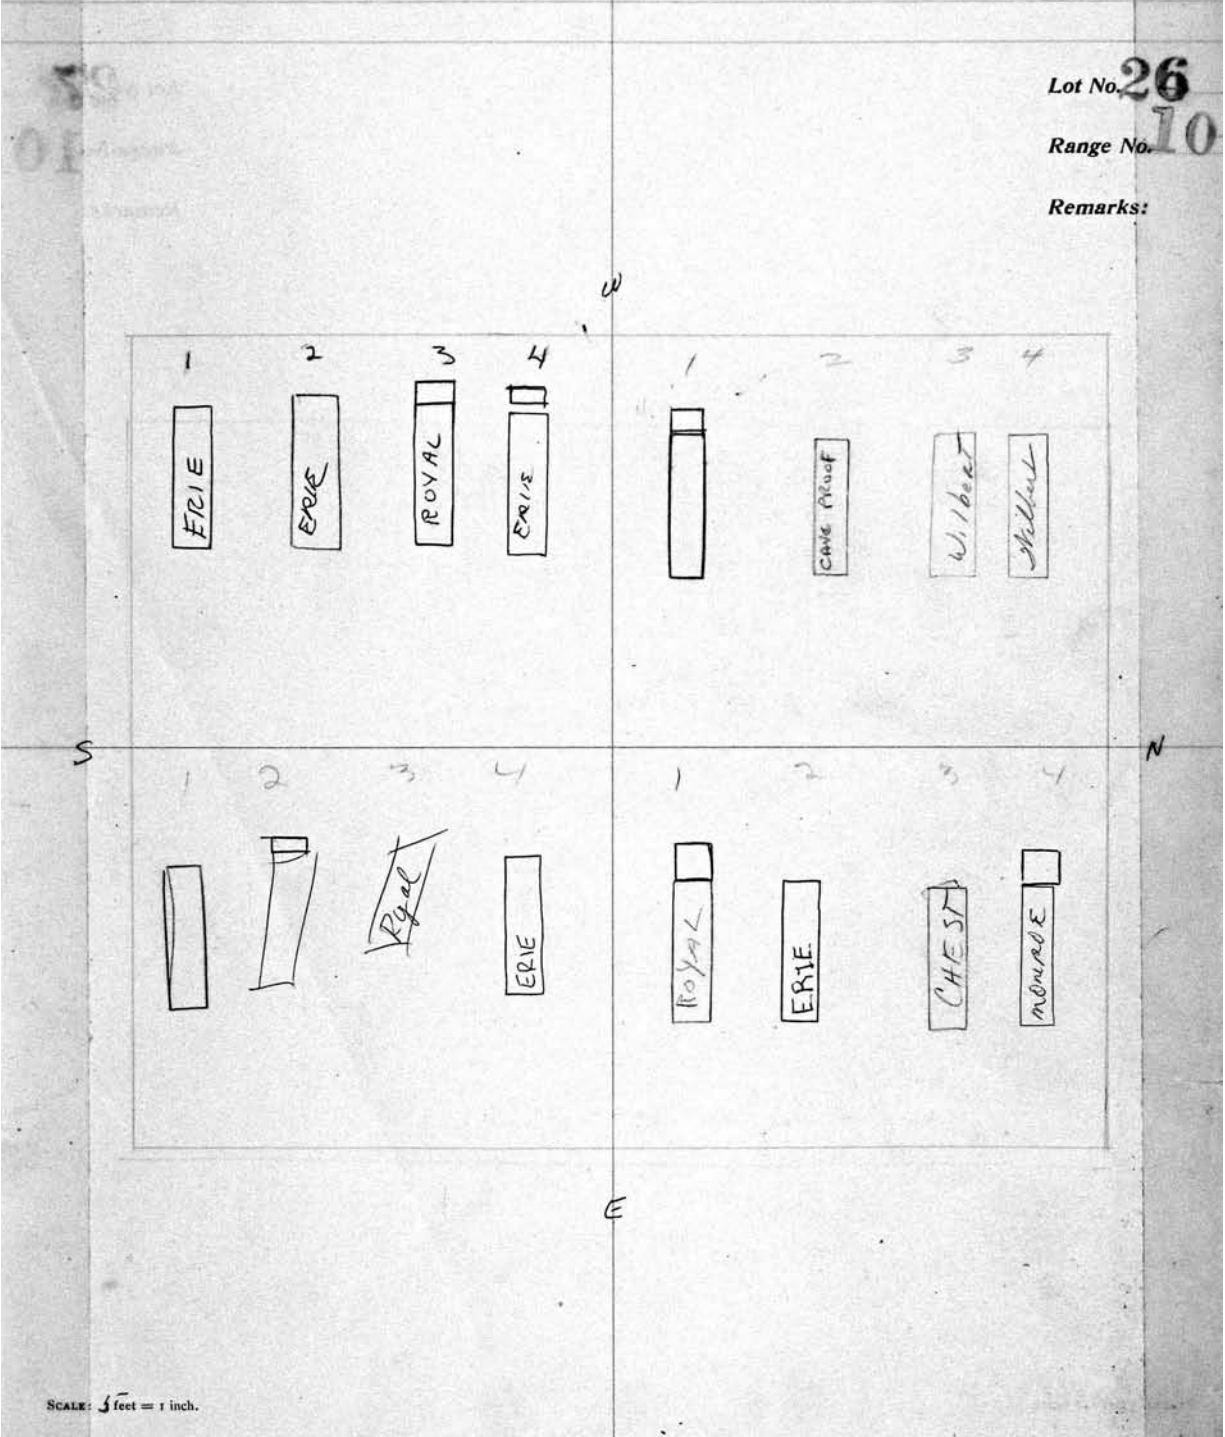 Lot No. 26
Range No. 10
Remarks:
W
1 2 3 4 1 2 3 4
ERIE ERIE ROYAL ERIE CAVE PROOF Wilbert Wilbert
S N
1 2 3 4 1 2 3 4
Ryal ERIE ROYAL ERIE CHEST MONROE
E
SCALE: 5 feet = 1 inch.